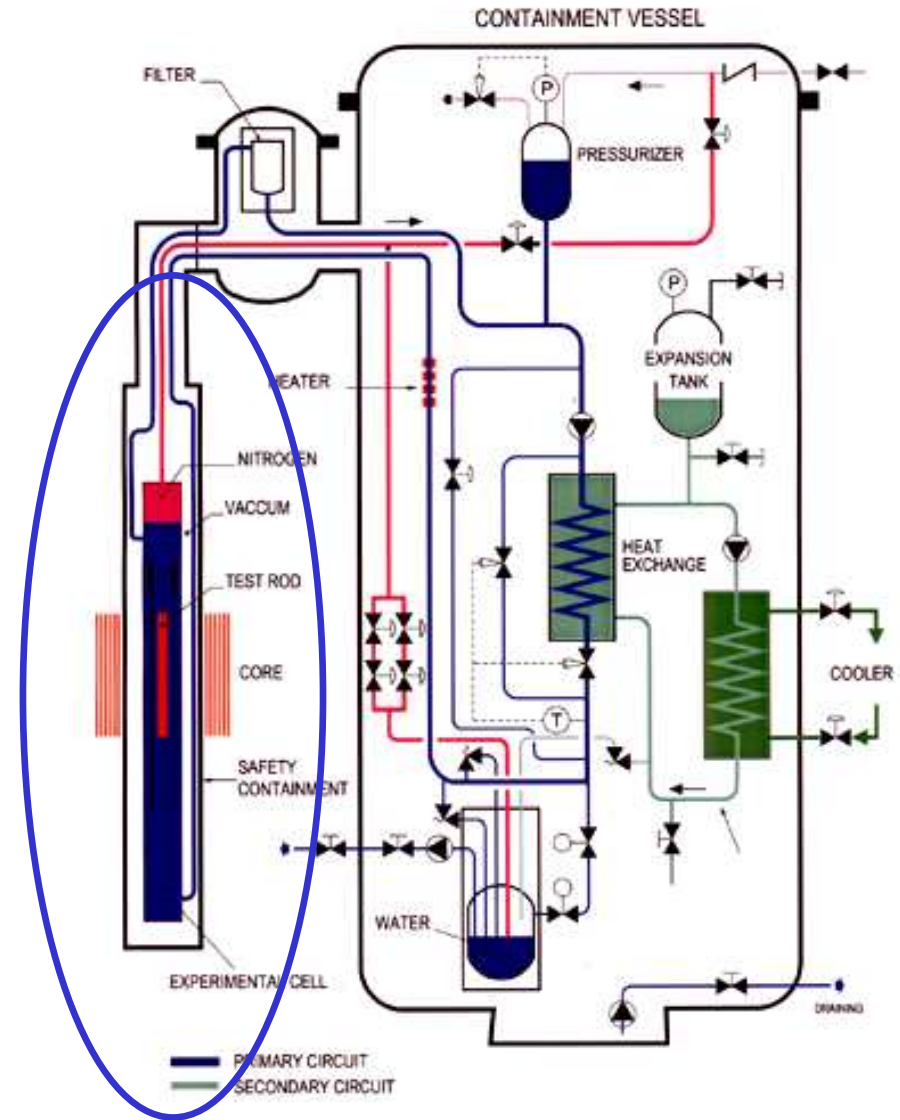 CONTAINMENT VESSEL
FILTER
P
PRESSURIZER
P
EXPANSION
TANK
HEATER
NITROGEN
VACCUM
HEAT
EXCHANGE
TEST ROD
CORE
COOLER
T
SAFETY
CONTAINMENT
WATER
EXPERIMENTAL CELL
DRAINING
PRIMARY CIRCUIT
SECONDARY CIRCUIT